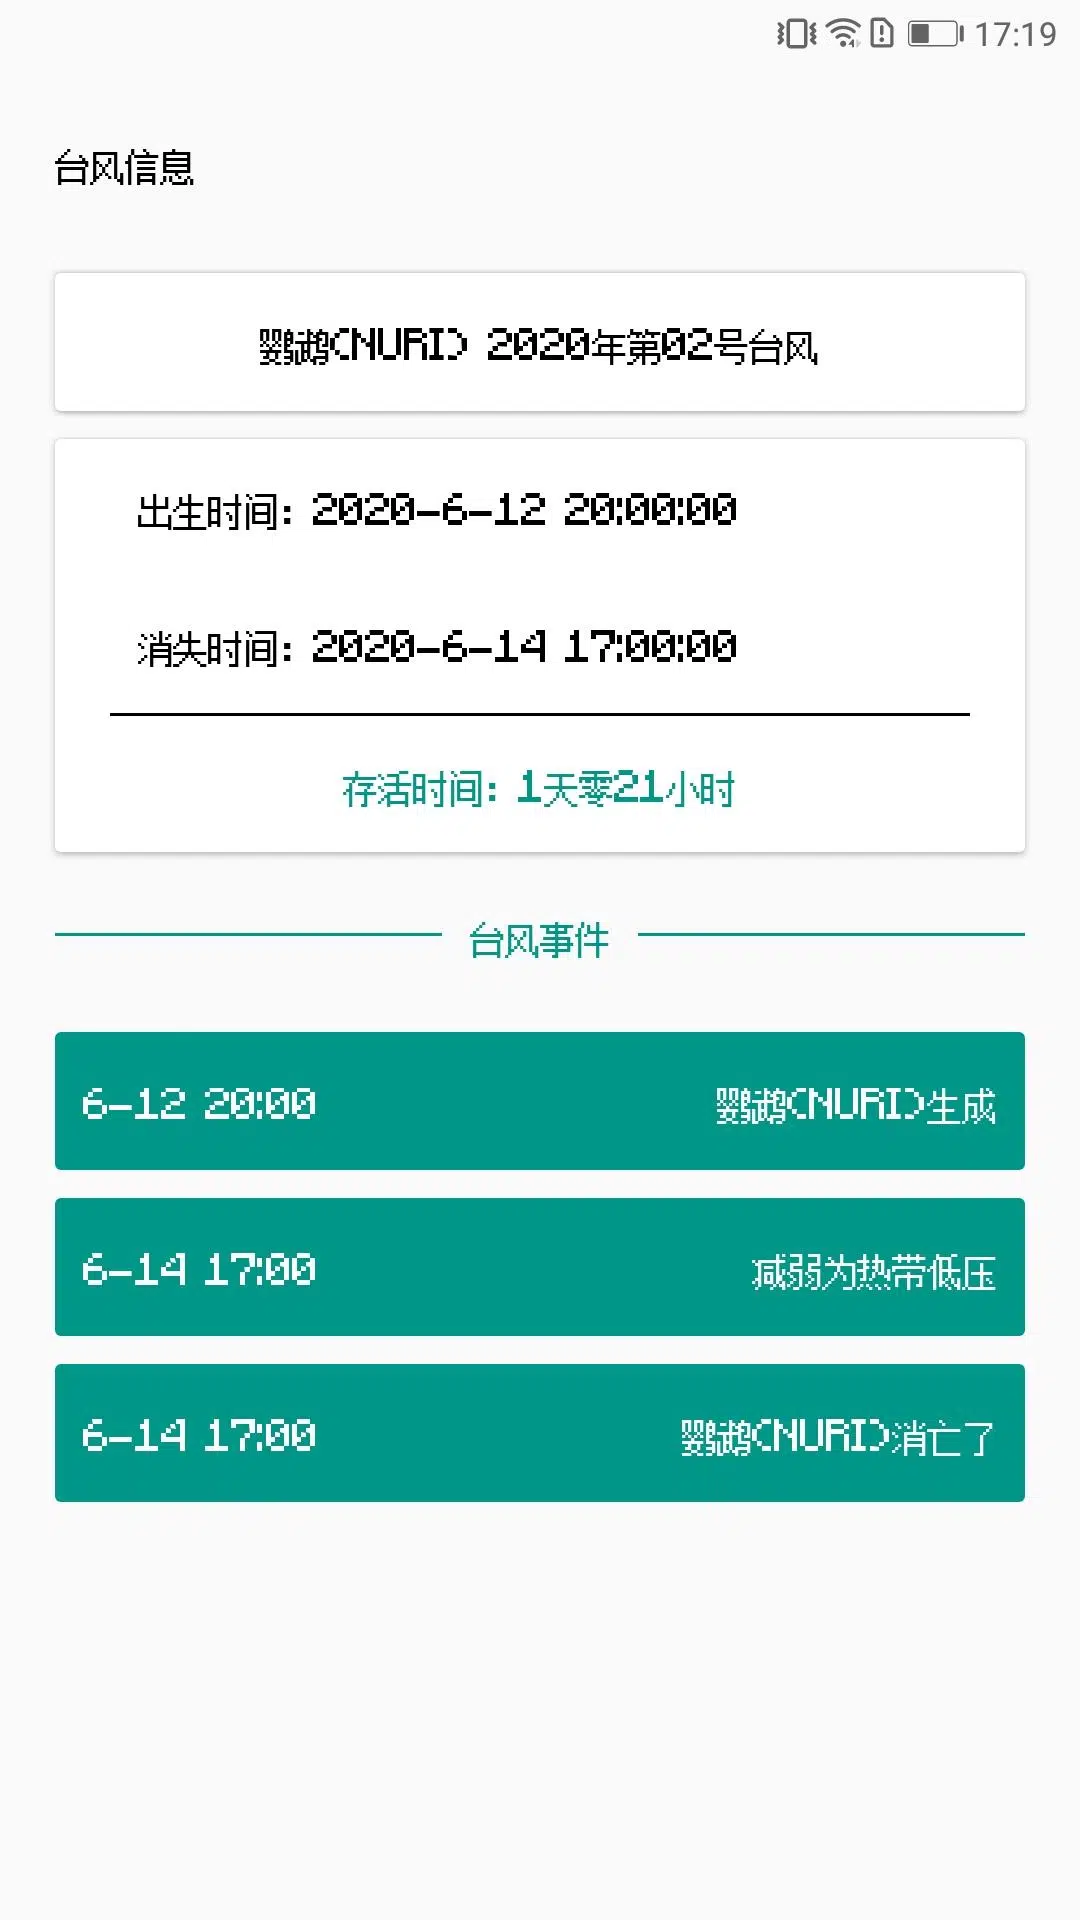 17:19
台风信息
鹦鹉(NURI) 2020年第02号台风
出生时间：2020-6-12 20:00:00
消失时间：2020-6-14 17:00:00
存活时间：1天零21小时
台风事件
6-12 20:00 鹦鹉(NURI)生成
6-14 17:00 减弱为热带低压
6-14 17:00 鹦鹉(NURI)消亡了